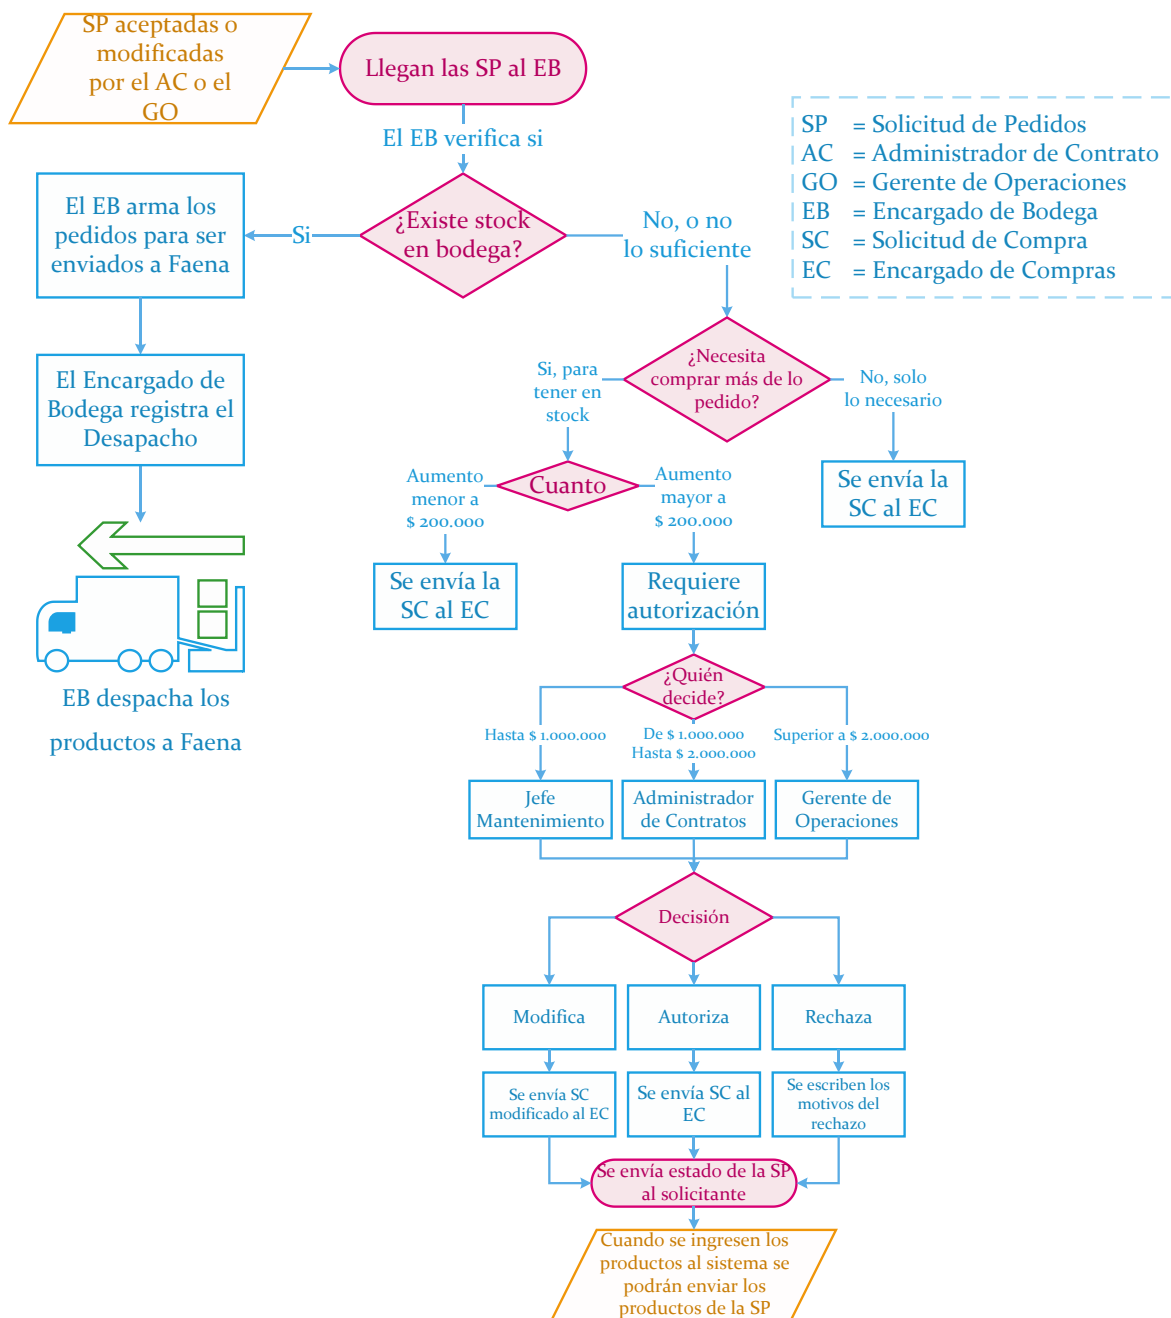 SP aceptadas o
modificadas
por el AC o el
GO
Llegan las SP al EB
El EB verifica si
SP = Solicitud de Pedidos
AC = Administrador de Contrato
GO = Gerente de Operaciones
EB = Encargado de Bodega
SC = Solicitud de Compra
EC = Encargado de Compras
¿Existe stock
en bodega?
Si
El EB arma los
pedidos para ser
enviados a Faena
No, o no
lo suficiente
El Encargado de
Bodega registra el
Desapacho
EB despacha los
productos a Faena
¿Necesita
comprar más de lo
pedido?
Si, para
tener en
stock
No, solo
lo necesario
Se envía la
SC al EC
Cuanto
Aumento
menor a
$ 200.000
Aumento
mayor a
$ 200.000
Se envía la
SC al EC
Requiere
autorización
¿Quién
decide?
Hasta $ 1.000.000
De $ 1.000.000
Hasta $ 2.000.000
Superior a $ 2.000.000
Jefe
Mantenimiento
Administrador
de Contratos
Gerente de
Operaciones
Decisión
Modifica
Autoriza
Rechaza
Se envía SC
modificado al EC
Se envía SC al
EC
Se escriben los
motivos del
rechazo
Se envía estado de la SP
al solicitante
Cuando se ingresen los
productos al sistema se
podrán enviar los
productos de la SP